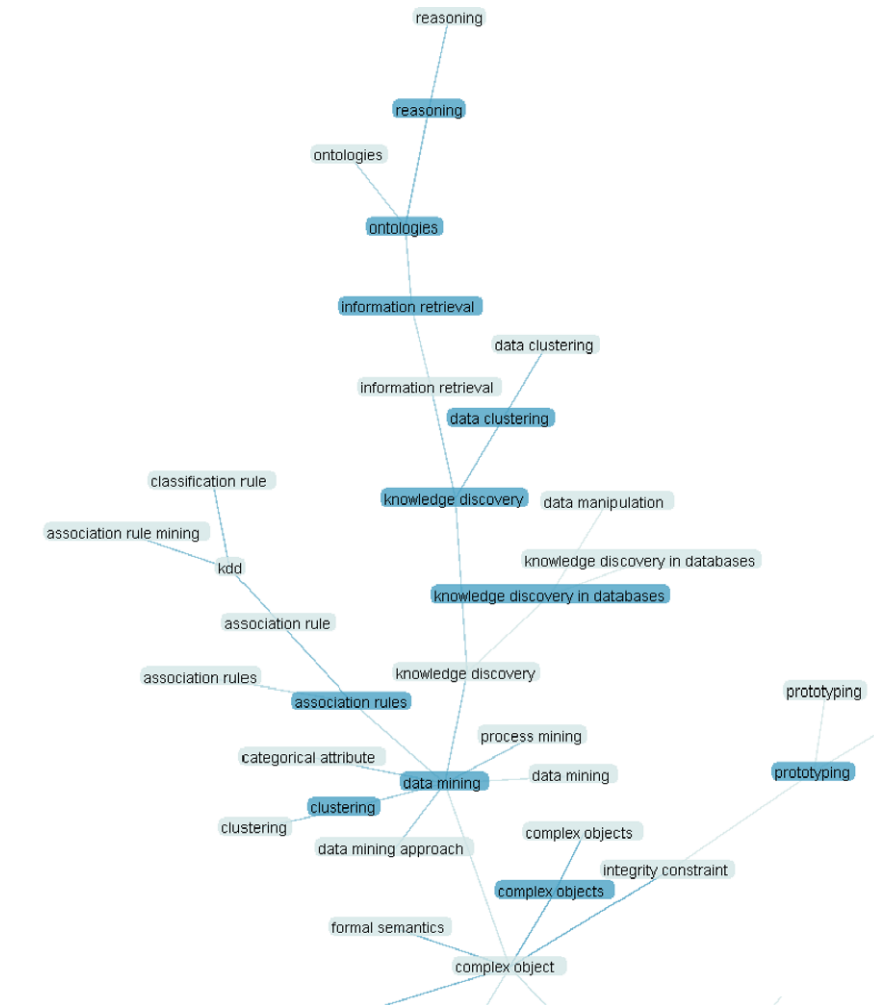 reasoning
reasoning
ontologies
ontologies
information retrieval
data clustering
information retrieval
data clustering
classification rule
knowledge discovery
data manipulation
association rule mining
knowledge discovery in databases
kdd
knowledge discovery in databases
association rule
knowledge discovery
association rules
prototyping
association rules
process mining
categorical attribute
prototyping
data mining
data mining
clustering
clustering
complex objects
data mining approach
integrity constraint
complex objects
formal semantics
complex object